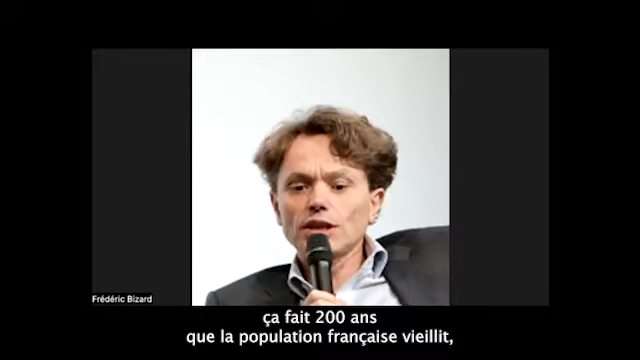 Frédéric Bizard
ça fait 200 ans
que la population française vieillit,